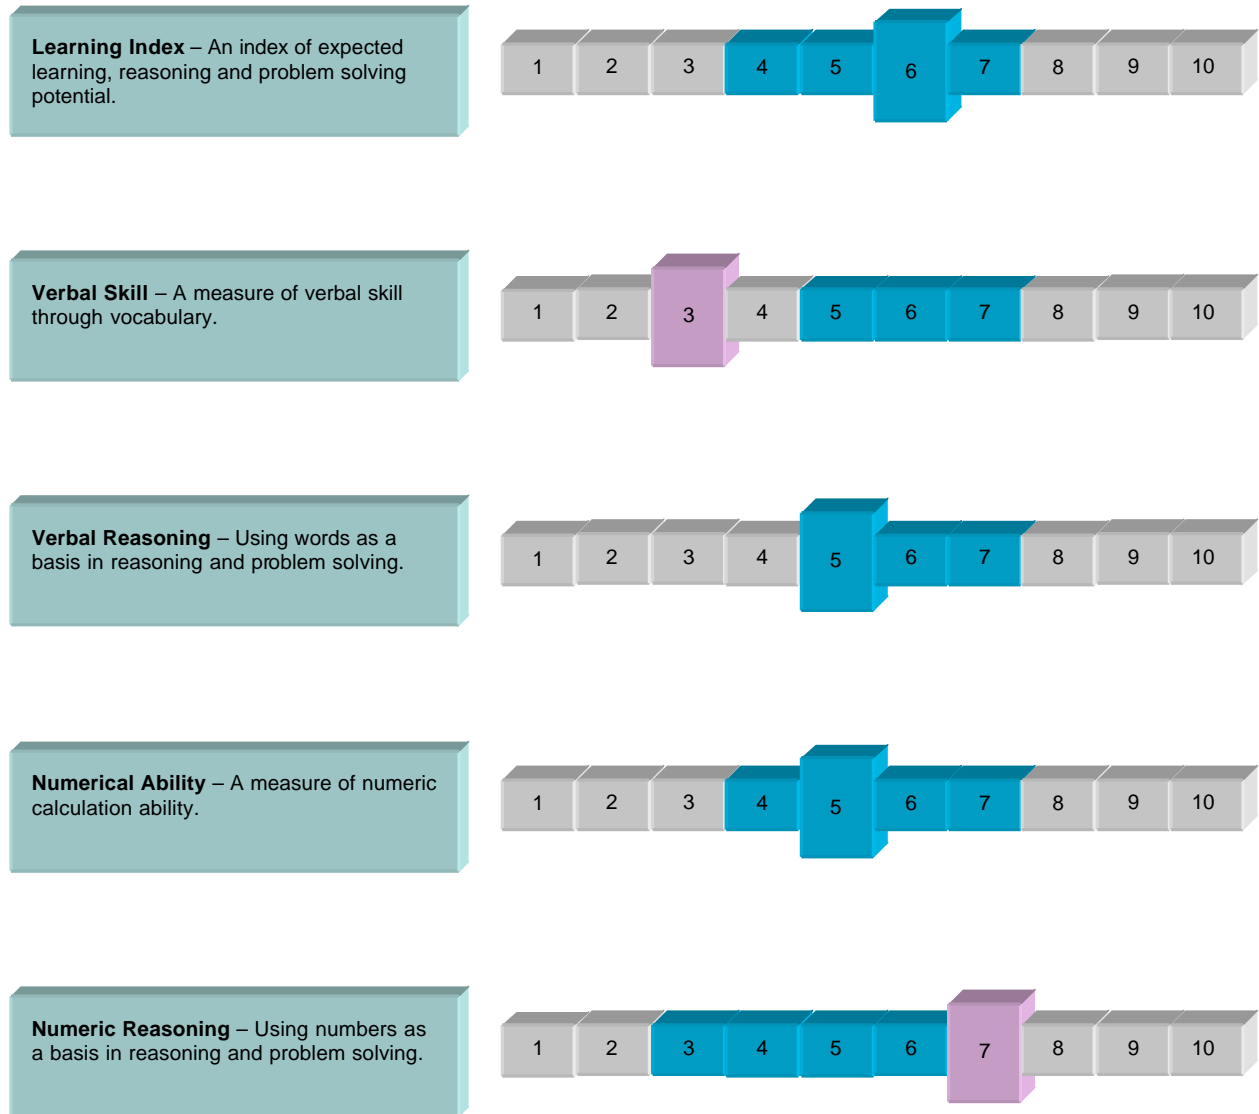 Learning Index – An index of expected
learning, reasoning and problem solving
potential.
1 2 3 4 5 6 7 8 9 10
Verbal Skill – A measure of verbal skill
through vocabulary.
1 2 3 4 5 6 7 8 9 10
Verbal Reasoning – Using words as a
basis in reasoning and problem solving.
1 2 3 4 5 6 7 8 9 10
Numerical Ability – A measure of numeric
calculation ability.
1 2 3 4 5 6 7 8 9 10
Numeric Reasoning – Using numbers as
a basis in reasoning and problem solving.
1 2 3 4 5 6 7 8 9 10